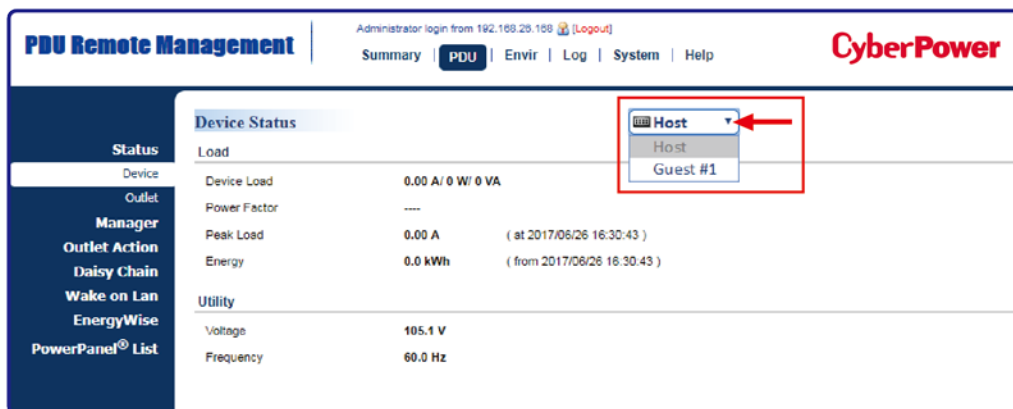 Administrator login from 192.168.26.168 [Logout]
PDU Remote Management
Summary | PDU | Envir | Log | System | Help
CyberPower
Device Status
Host
Host
Guest #1
Status
Device
Outlet
Manager
Outlet Action
Daisy Chain
Wake on Lan
EnergyWise
PowerPanel® List
Load
Device Load 0.00 A/ 0 W/ 0 VA
Power Factor ----
Peak Load 0.00 A ( at 2017/06/26 16:30:43 )
Energy 0.0 kWh ( from 2017/06/26 16:30:43 )
Utility
Voltage 105.1 V
Frequency 60.0 Hz